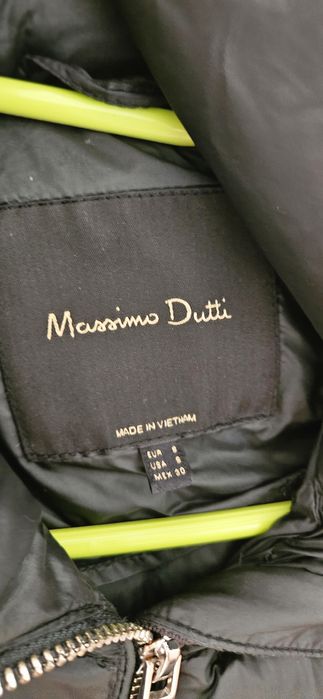 Massimo Dutti
MADE IN VIETNAM
EUR S
USA S
MEX 30